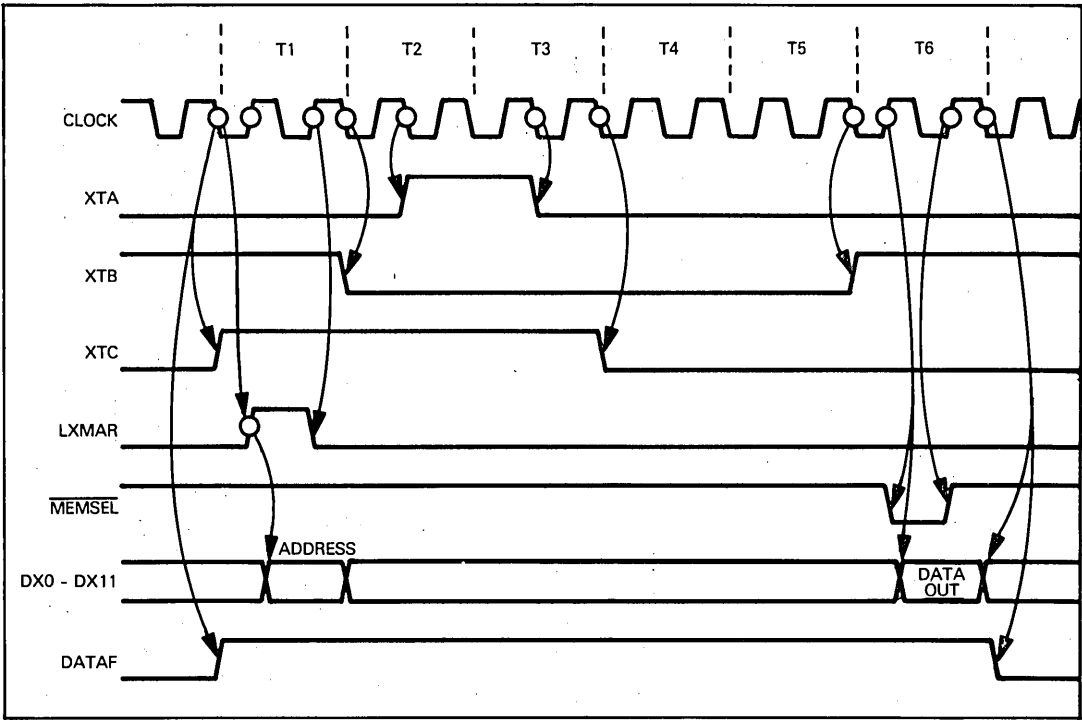 T1 T2 T3 T4 T5 T6
CLOCK
XTA
XTB
XTC
LXMAR
MEMSEL
ADDRESS
DX0 - DX11
DATA
OUT
DATAF